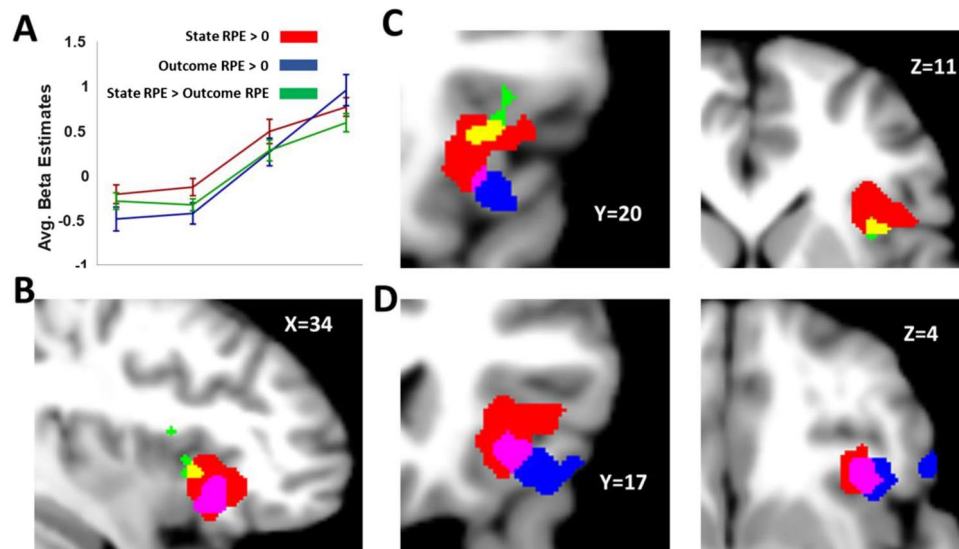 A
State RPE > 0
Outcome RPE > 0
State RPE > Outcome RPE
Avg. Beta Estimates
1.5
1
0.5
0
-0.5
-1
C
Y=20
Z=11
B
X=34
D
Y=17
Z=4